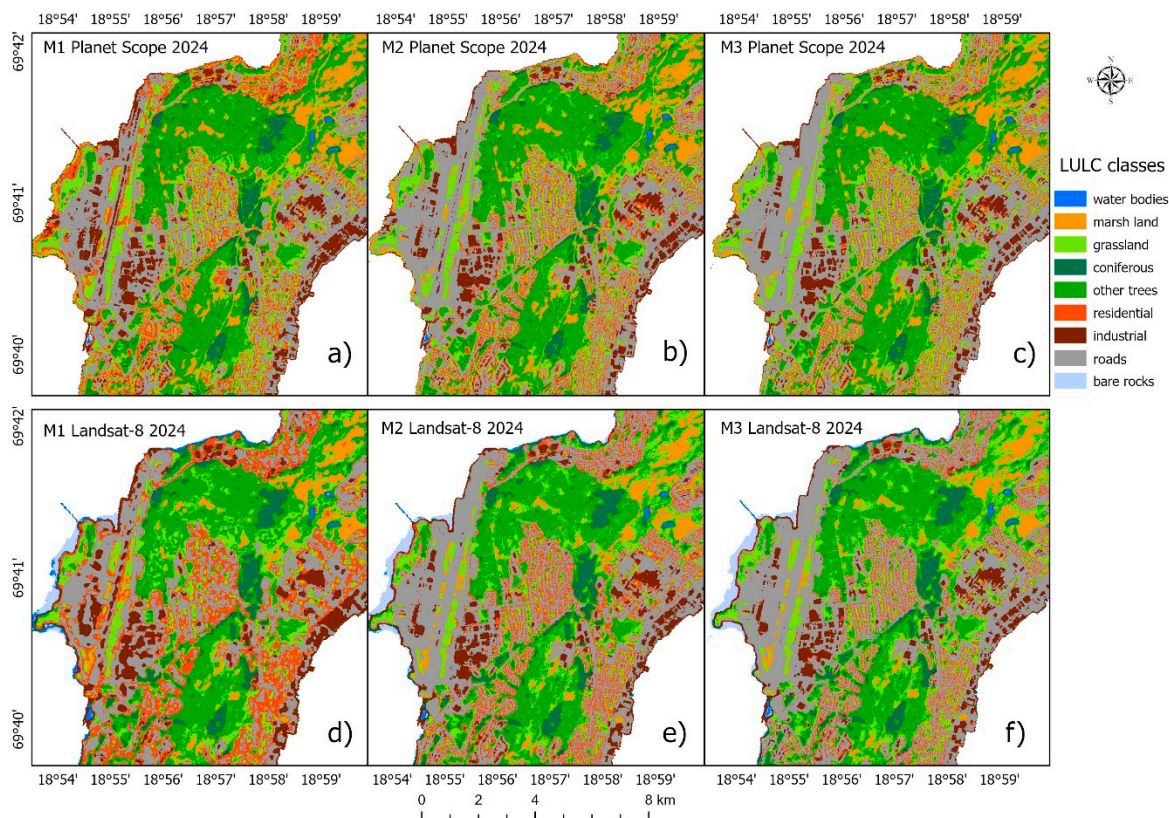 18°54' 18°55' 18°56' 18°57' 18°58' 18°59' 18°54' 18°55' 18°56' 18°57' 18°58' 18°59' 18°54' 18°55' 18°56' 18°57' 18°58' 18°59'
69°42'
69°41'
69°40'
M1 Planet Scope 2024
a)
M2 Planet Scope 2024
b)
M3 Planet Scope 2024
c)
N
W E
S
LULC classes
water bodies
marsh land
grassland
coniferous
other trees
residential
industrial
roads
bare rocks
69°42'
69°41'
69°40'
M1 Landsat-8 2024
d)
M2 Landsat-8 2024
e)
M3 Landsat-8 2024
f)
18°54' 18°55' 18°56' 18°57' 18°58' 18°59' 18°54' 18°55' 18°56' 18°57' 18°58' 18°59' 18°54' 18°55' 18°56' 18°57' 18°58' 18°59'
0 2 4 8 km